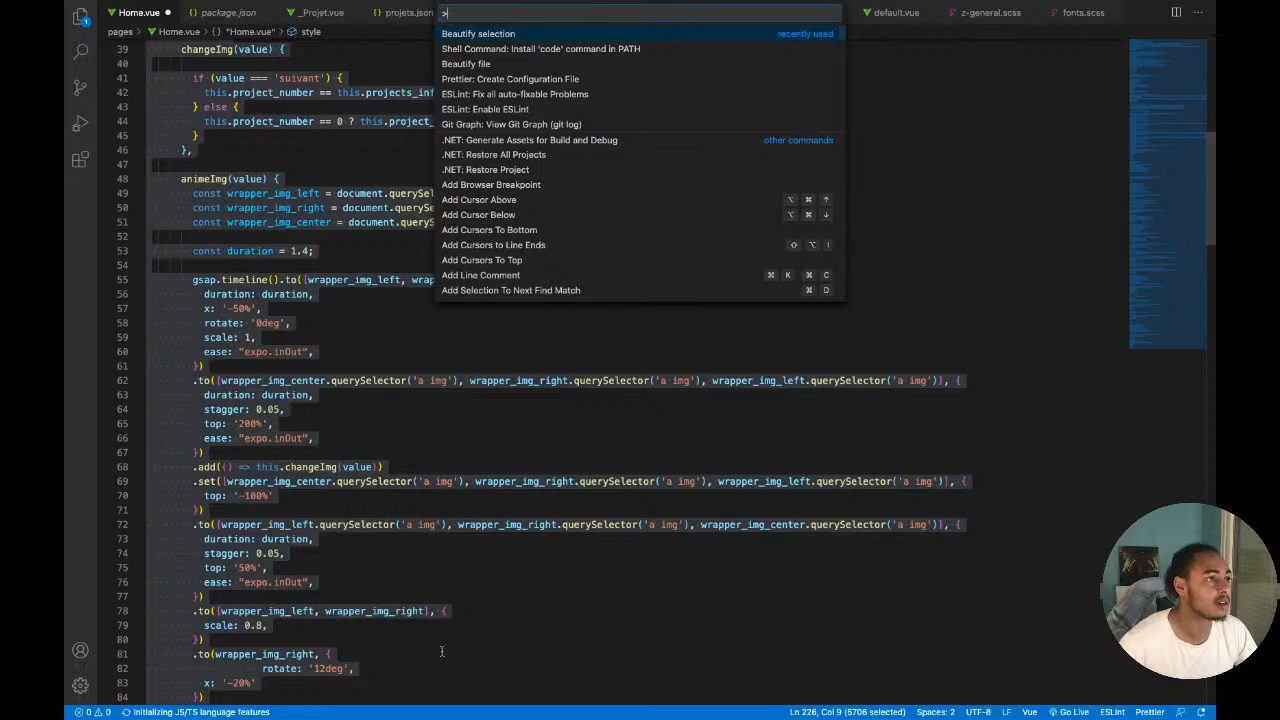 Home.vue
package.json
_Projet.vue
projets.json
default.vue
z-general.scss
fonts.scss
pages > Home.vue > {} "Home.vue" > style
>
Beautify selection recently used
Shell Command: Install 'code' command in PATH
Beautify file
Prettier: Create Configuration File
ESLint: Fix all auto-fixable Problems
ESLint: Enable ESLint
Git Graph: View Git Graph (git log)
.NET: Generate Assets for Build and Debug other commands
.NET: Restore All Projects
.NET: Restore Project
Add Browser Breakpoint
Add Cursor Above ⌥ ⌘ ↑
Add Cursor Below ⌥ ⌘ ↓
Add Cursors To Bottom
Add Cursors to Line Ends ⇧ ⌥ I
Add Cursors To Top
Add Line Comment ⌘ K ⌘ C
Add Selection To Next Find Match ⌘ D
39 changeImg(value) {
40
41 if (value === 'suivant') {
42 this.project_number == this.projects_inf
43 } else {
44 this.project_number == 0 ? this.project_
45 }
46 },
47
48 animeImg(value) {
49 const wrapper_img_left = document.querySel
50 const wrapper_img_right = document.queryS
51 const wrapper_img_center = document.query
52
53 const duration = 1.4;
54
55 gsap.timeline().to([wrapper_img_left, wrap
56 duration: duration,
57 x: '-50%',
58 rotate: '0deg',
59 scale: 1,
60 ease: "expo.inOut",
61 })
62 .to([wrapper_img_center.querySelector('a img'), wrapper_img_right.querySelector('a img'), wrapper_img_left.querySelector('a img')], {
63 duration: duration,
64 stagger: 0.05,
65 top: '200%',
66 ease: "expo.inOut",
67 })
68 .add(() => this.changeImg(value))
69 .set([wrapper_img_center.querySelector('a img'), wrapper_img_right.querySelector('a img'), wrapper_img_left.querySelector('a img')], {
70 top: '-100%'
71 })
72 .to([wrapper_img_left.querySelector('a img'), wrapper_img_right.querySelector('a img'), wrapper_img_center.querySelector('a img')], {
73 duration: duration,
74 stagger: 0.05,
75 top: '50%',
76 ease: "expo.inOut",
77 })
78 .to([wrapper_img_left, wrapper_img_right], {
79 scale: 0.8,
80 })
81 .to(wrapper_img_right, {
82 rotate: '12deg',
83 x: '-20%'
84 })
0 0 Initializing JS/TS language features Ln 226, Col 9 (5706 selected) Spaces: 2 UTF-8 LF Vue Go Live ESLint Prettier